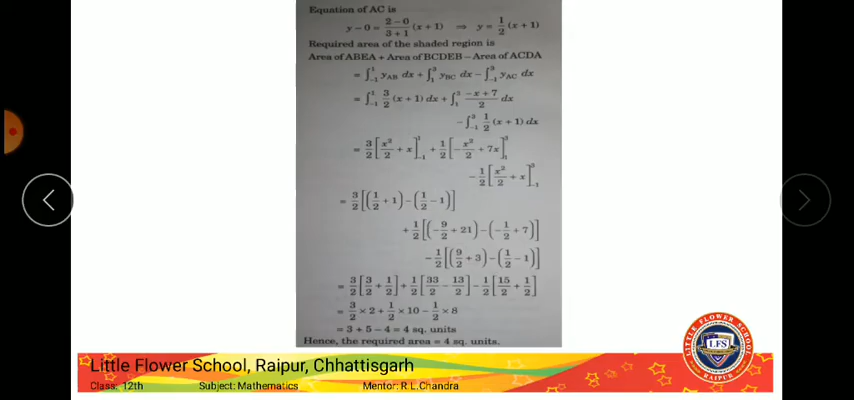 Equation of AC is
y − 0 = (2 − 0)/(3 + 1) (x + 1) ⇒ y = 1/2 (x + 1)
Required area of the shaded region is
Area of ABEA + Area of BCDEB − Area of ACDA
= ∫₋₁¹ y_AB dx + ∫₁³ y_BC dx − ∫₋₁³ y_AC dx
= ∫₋₁¹ 3/2 (x + 1) dx + ∫₁³ (−x + 7)/2 dx
− ∫₋₁³ 1/2 (x + 1) dx
= 3/2 [x²/2 + x]₋₁¹ + 1/2 [−x²/2 + 7x]₁³
− 1/2 [x²/2 + x]₋₁³
= 3/2 [(1/2 + 1) − (1/2 − 1)]
+ 1/2 [(−9/2 + 21) − (−1/2 + 7)]
− 1/2 [(9/2 + 3) − (1/2 − 1)]
= 3/2 [3/2 + 1/2] + 1/2 [33/2 − 13/2] − 1/2 [15/2 + 1/2]
= 3/2 × 2 + 1/2 × 10 − 1/2 × 8
= 3 + 5 − 4 = 4 sq. units
Hence, the required area = 4 sq. units.
LITTLE FLOWER SCHOOL
LFS
RAIPUR
Little Flower School, Raipur, Chhattisgarh
Class: 12th Subject: Mathematics Mentor: R.L.Chandra